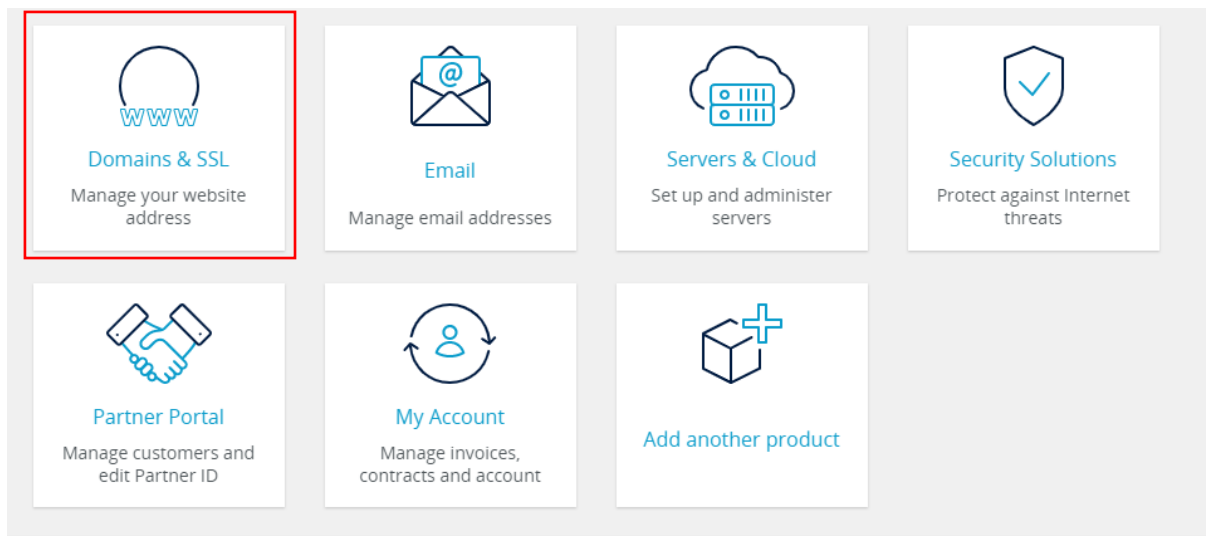 www
Domains & SSL
Manage your website
address
@
Email
Manage email addresses
Servers & Cloud
Set up and administer
servers
Security Solutions
Protect against Internet
threats
Partner Portal
Manage customers and
edit Partner ID
My Account
Manage invoices,
contracts and account
Add another product